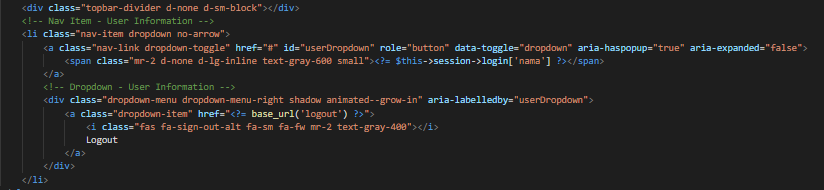 <div class="topbar-divider d-none d-sm-block"></div>
<!-- Nav Item - User Information -->
<li class="nav-item dropdown no-arrow">
<a class="nav-link dropdown-toggle" href="#" id="userDropdown" role="button" data-toggle="dropdown" aria-haspopup="true" aria-expanded="false">
<span class="mr-2 d-none d-lg-inline text-gray-600 small"><?= $this->session->login['nama'] ?></span>
</a>
<!-- Dropdown - User Information -->
<div class="dropdown-menu dropdown-menu-right shadow animated--grow-in" aria-labelledby="userDropdown">
<a class="dropdown-item" href="<?= base_url('logout') ?>">
<i class="fas fa-sign-out-alt fa-sm fa-fw mr-2 text-gray-400"></i>
Logout
</a>
</div>
</li>